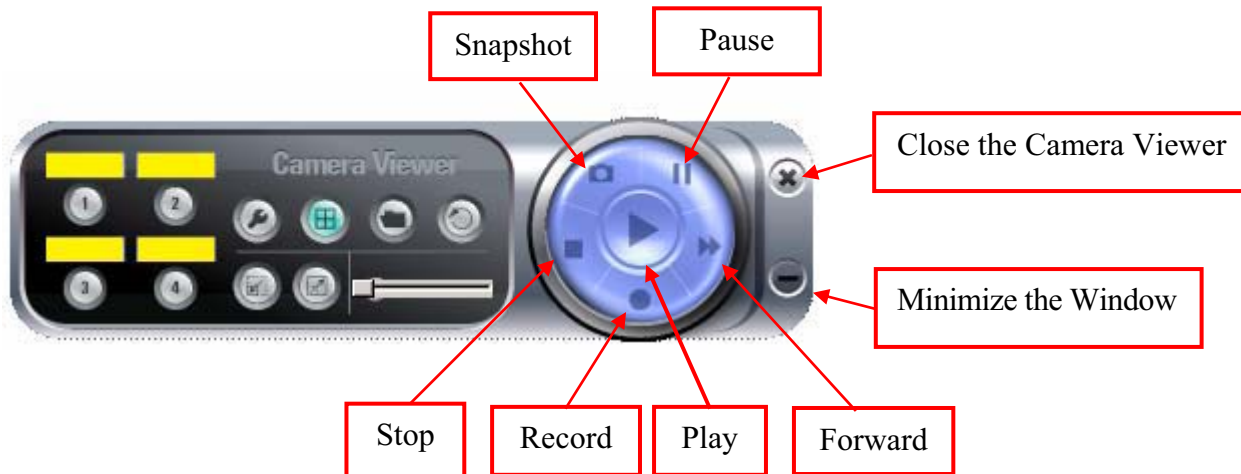 Snapshot
Pause
Close the Camera Viewer
Camera Viewer
1
2
3
4
Minimize the Window
Stop
Record
Play
Forward